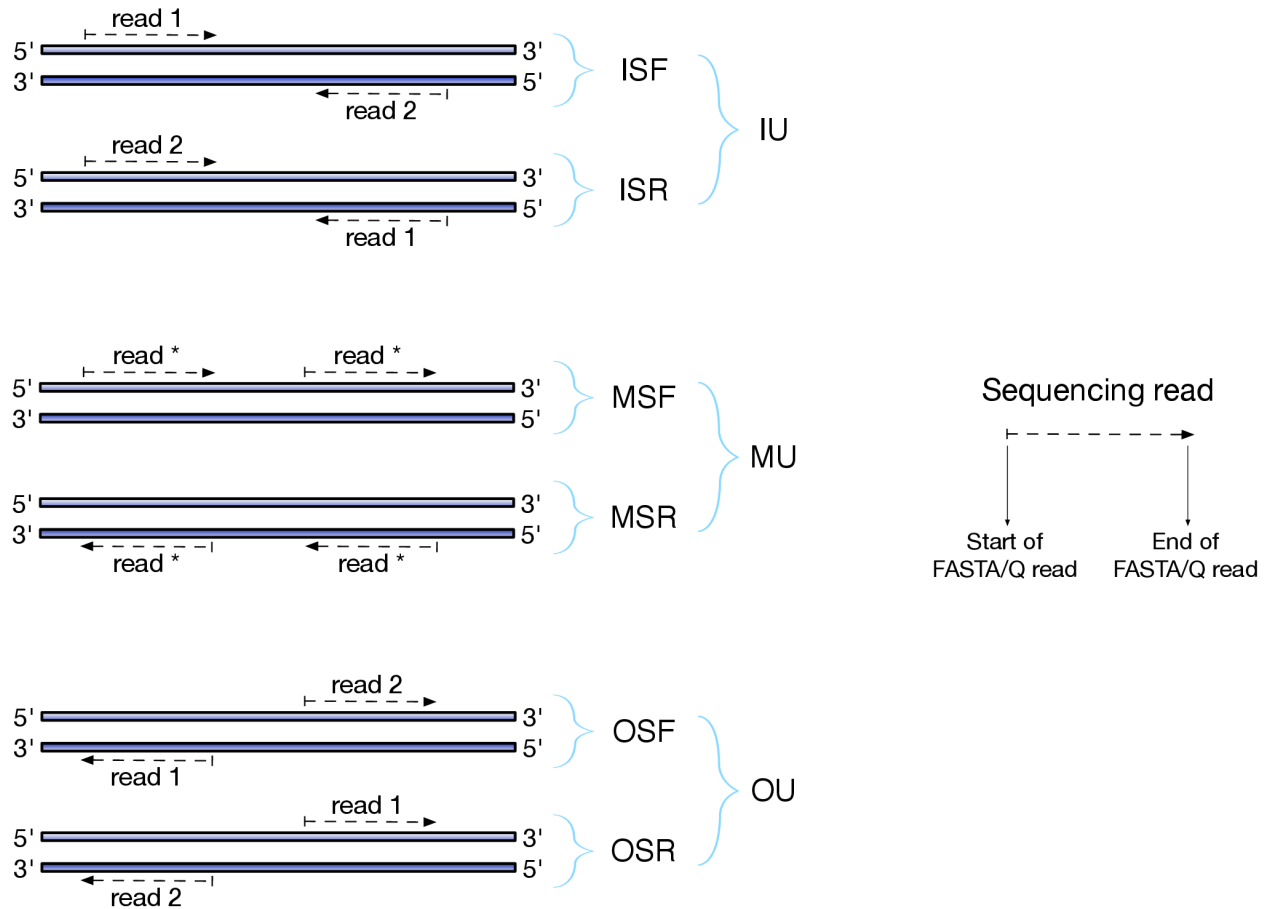 read 1
5' 3'
3' 5'
read 2
ISF
read 2
5' 3'
3' 5'
read 1
ISR
IU
read * read *
5' 3'
3' 5'
MSF
5' 3'
3' 5'
read * read *
MSR
MU
Sequencing read
Start of
FASTA/Q read
End of
FASTA/Q read
read 2
5' 3'
3' 5'
read 1
OSF
read 1
5' 3'
3' 5'
read 2
OSR
OU